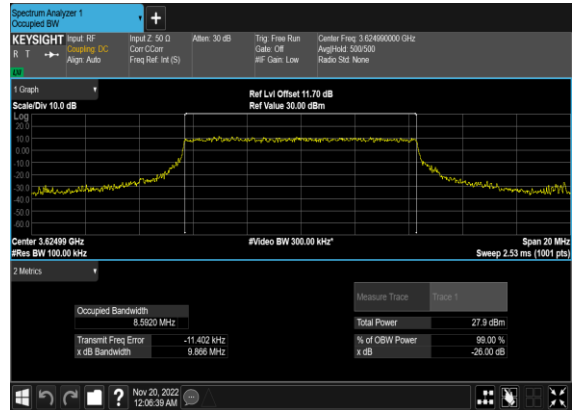 Spectrum Analyzer 1
Occupied BW
+
KEYSIGHT Input: RF Input Z: 50 Ω Atten: 30 dB Trig: Free Run Center Freq: 3.624990000 GHz
R T Coupling: DC Corr CCorr Gate: Off Avg|Hold: 500/500
Align: Auto Freq Ref: Int (S) #IF Gain: Low Radio Std: None
1 Graph
Ref Lvl Offset 11.70 dB
Scale/Div 10.0 dB Ref Value 30.00 dBm
Log
20.0
10.0
0.00
-10.0
-20.0
-30.0
-40.0
-50.0
-60.0
Center 3.62499 GHz #Video BW 300.00 kHz* Span 20 MHz
#Res BW 100.00 kHz Sweep 2.53 ms (1001 pts)
2 Metrics
Measure Trace Trace 1
Occupied Bandwidth
8.5920 MHz Total Power 27.9 dBm
Transmit Freq Error -11.402 kHz % of OBW Power 99.00 %
x dB Bandwidth 9.866 MHz x dB -26.00 dB
? Nov 20, 2022
12:06:39 AM